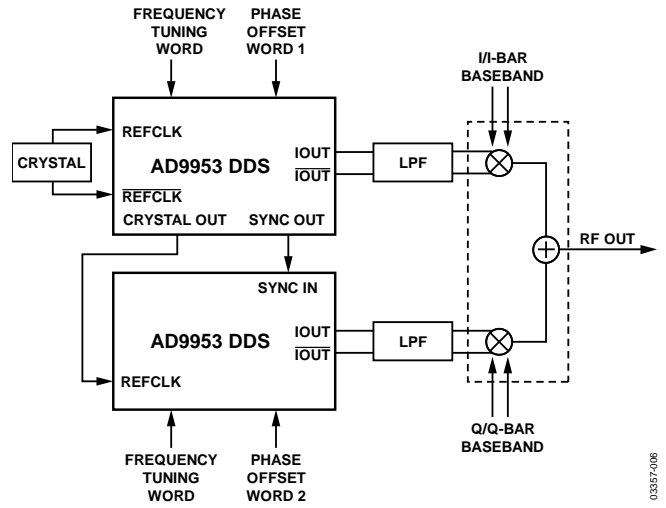 FREQUENCY
TUNING
WORD
PHASE
OFFSET
WORD 1
I/I-BAR
BASEBAND
REFCLK
CRYSTAL
AD9953 DDS
IOUT
IOUT
LPF
REFCLK
CRYSTAL OUT
SYNC OUT
RF OUT
SYNC IN
AD9953 DDS
IOUT
IOUT
LPF
REFCLK
Q/Q-BAR
BASEBAND
FREQUENCY
TUNING
WORD
PHASE
OFFSET
WORD 2
03357-006